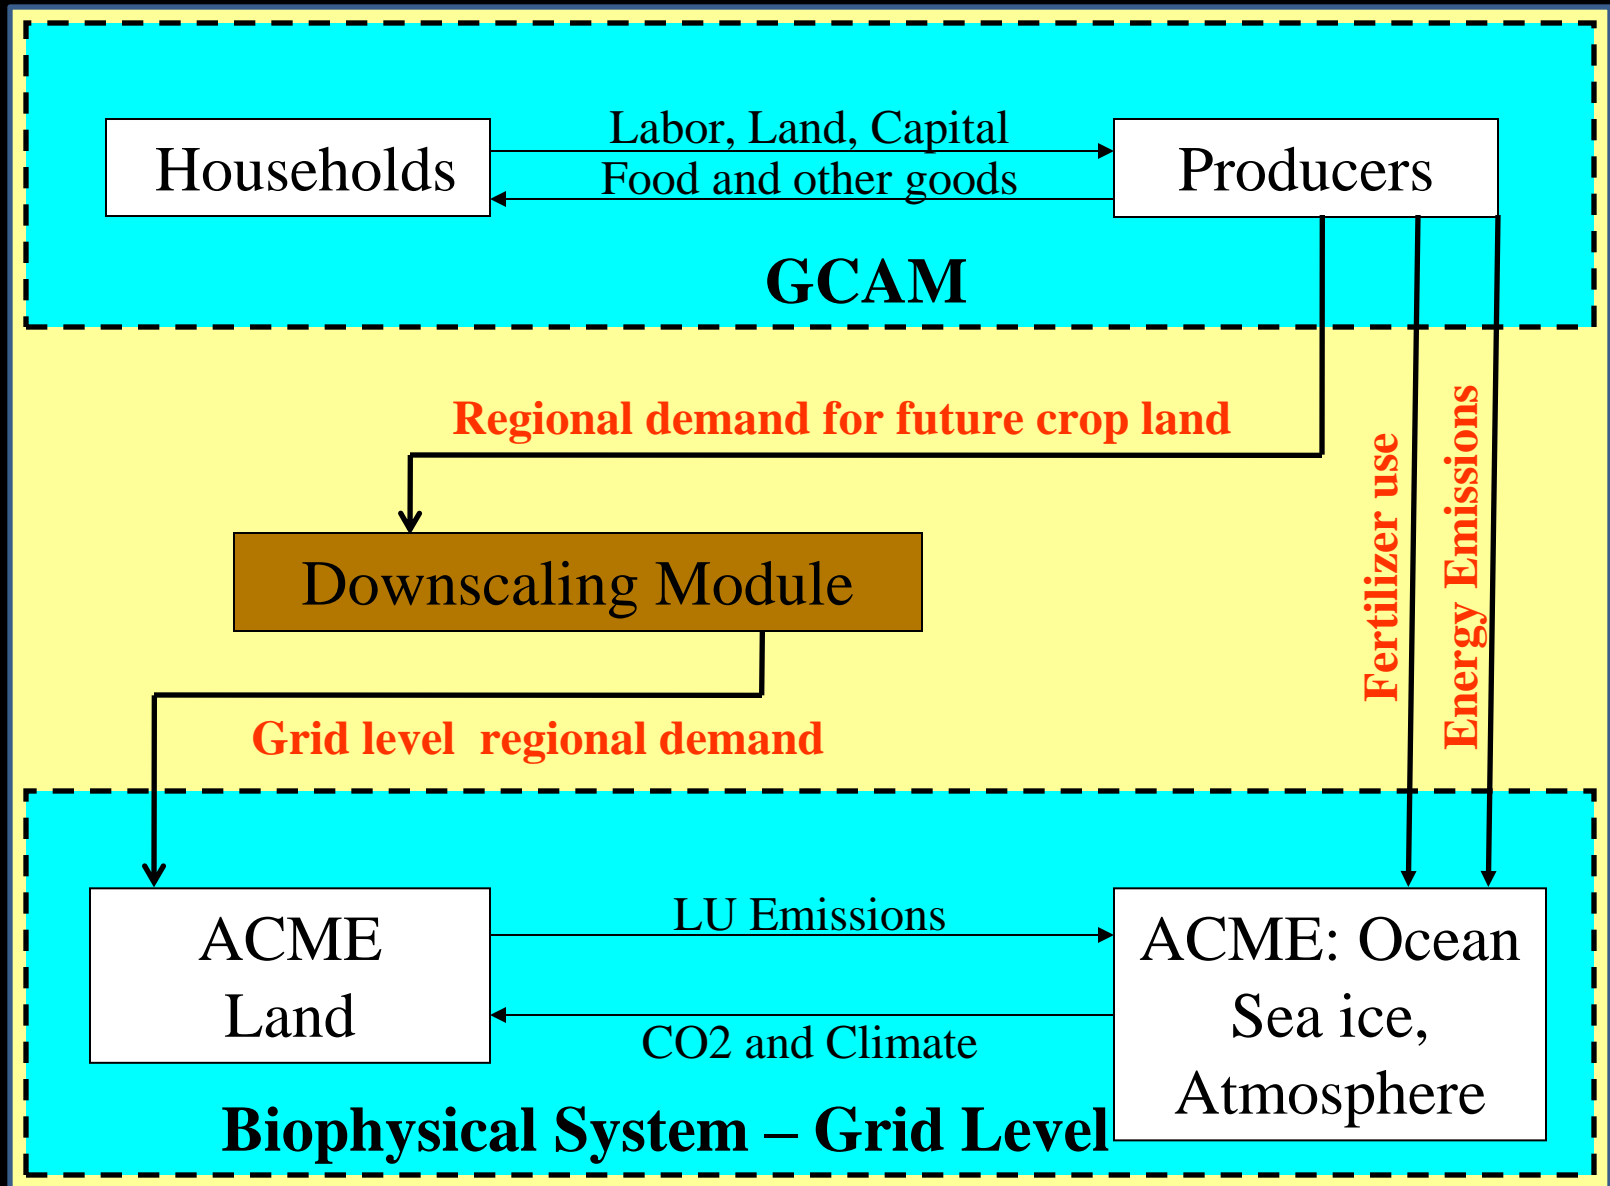 Labor, Land, Capital
Households
Producers
Food and other goods
GCAM
Regional demand for future crop land
Fertilizer use
Energy Emissions
Downscaling Module
Grid level  regional demand
LU Emissions
ACME
Land
ACME: Ocean
Sea ice,
Atmosphere
CO2 and Climate
Biophysical System – Grid Level